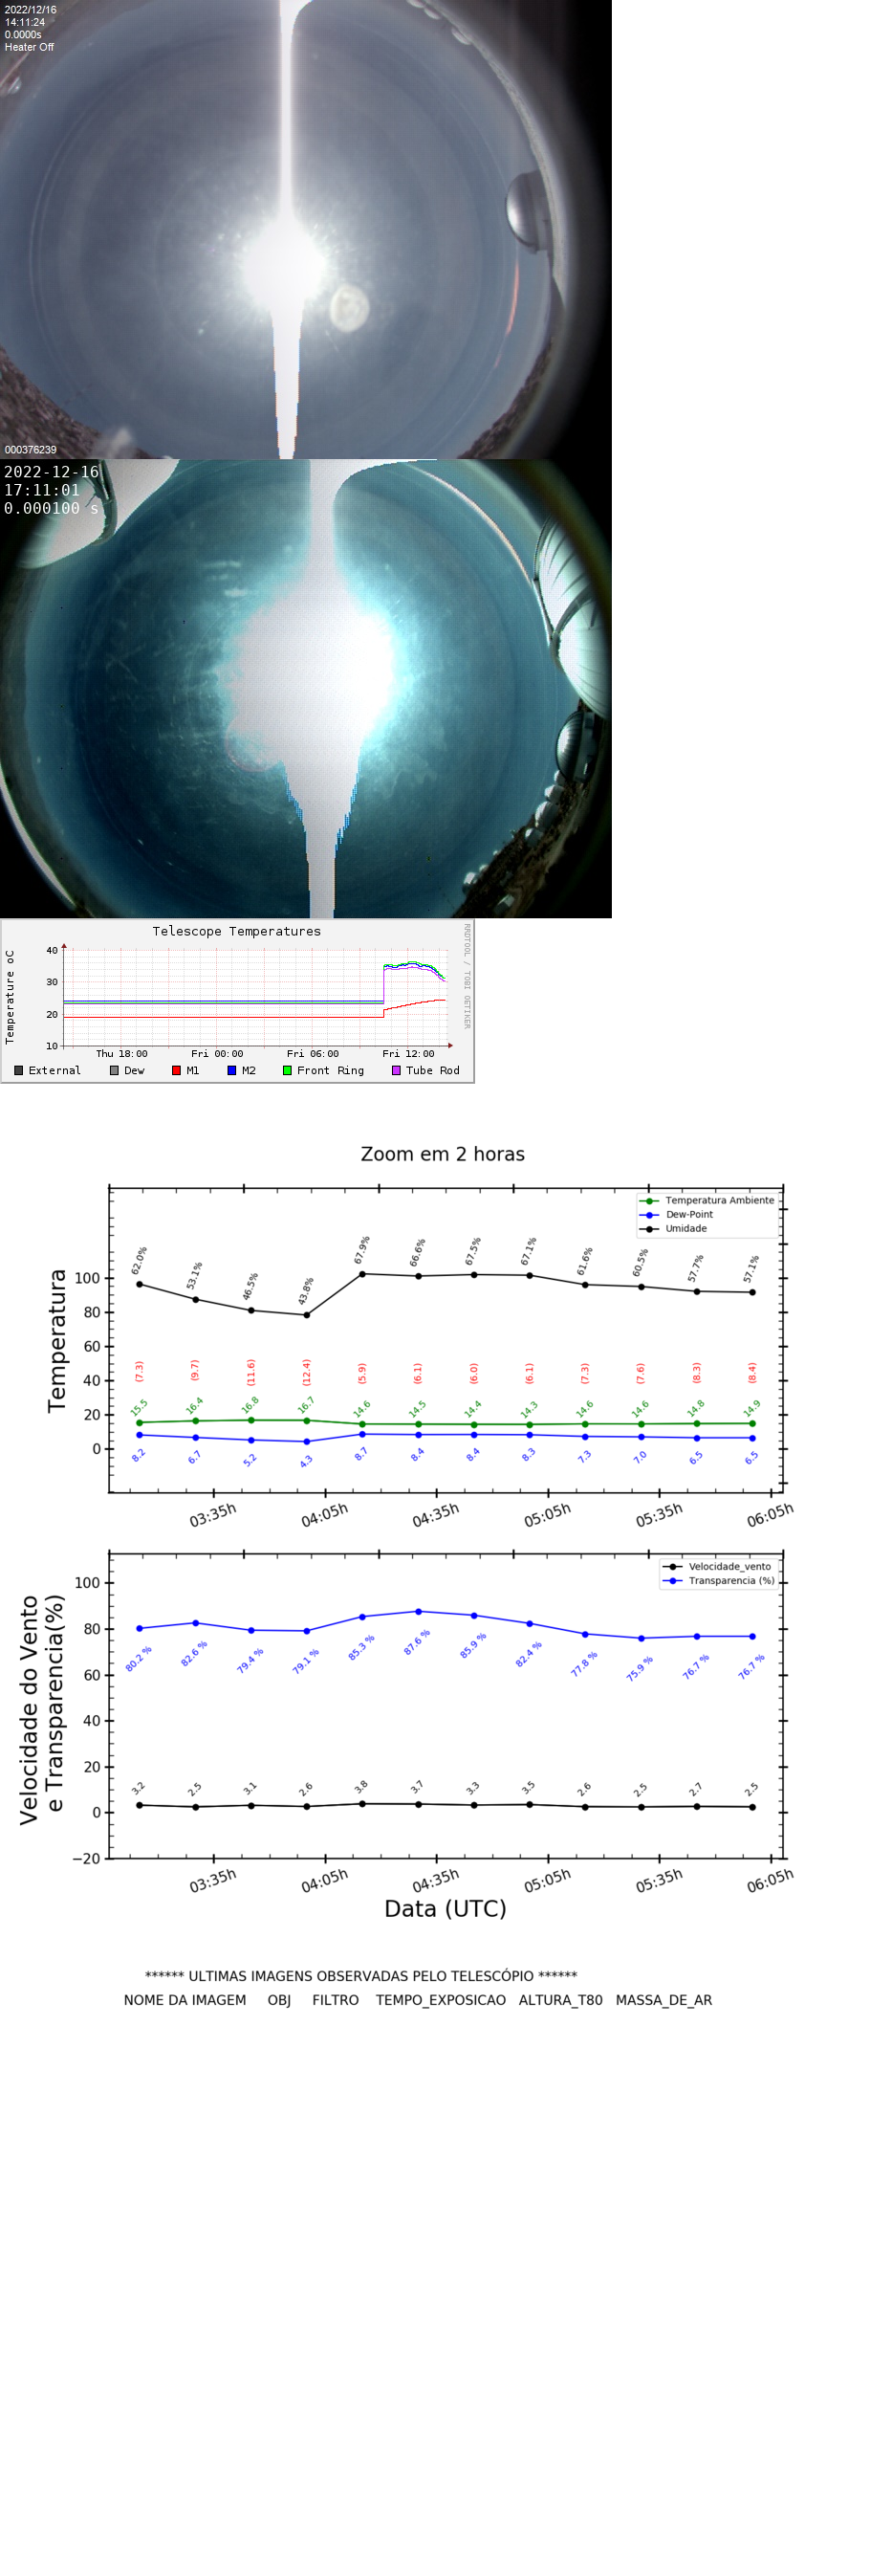 2022/12/16
14:11:24
0.0000s
Heater Off
000376239
2022-12-16
17:11:01
0.000100 s
Telescope Temperatures
RRDTOOL / TOBI OETIKER
Temperature oC
40
30
20
10
Thu 18:00 Fri 00:00 Fri 06:00 Fri 12:00
External Dew M1 M2 Front Ring Tube Rod
Zoom em 2 horas
Temperatura Ambiente
Dew-Point
Umidade
Temperatura
100
80
60
40
20
0
62.0% 53.1% 46.5% 43.8% 67.9% 66.6% 67.5% 67.1% 61.6% 60.5% 57.7% 57.1%
(7.3) (9.7) (11.6) (12.4) (5.9) (6.1) (6.0) (6.1) (7.3) (7.6) (8.3) (8.4)
15.5 16.4 16.8 16.7 14.6 14.5 14.4 14.3 14.6 14.6 14.8 14.9
8.2 6.7 5.2 4.3 8.7 8.4 8.4 8.3 7.3 7.0 6.5 6.5
03:35h 04:05h 04:35h 05:05h 05:35h 06:05h
Velocidade_vento
Transparencia (%)
Velocidade do Vento
e Transparencia(%)
100
80
60
40
20
0
−20
80.2 % 82.6 % 79.4 % 79.1 % 85.3 % 87.6 % 85.9 % 82.4 % 77.8 % 75.9 % 76.7 % 76.7 %
3.2 2.5 3.1 2.6 3.8 3.7 3.3 3.5 2.6 2.5 2.7 2.5
03:35h 04:05h 04:35h 05:05h 05:35h 06:05h
Data (UTC)
****** ULTIMAS IMAGENS OBSERVADAS PELO TELESCÓPIO ******
NOME DA IMAGEM OBJ FILTRO TEMPO_EXPOSICAO ALTURA_T80 MASSA_DE_AR